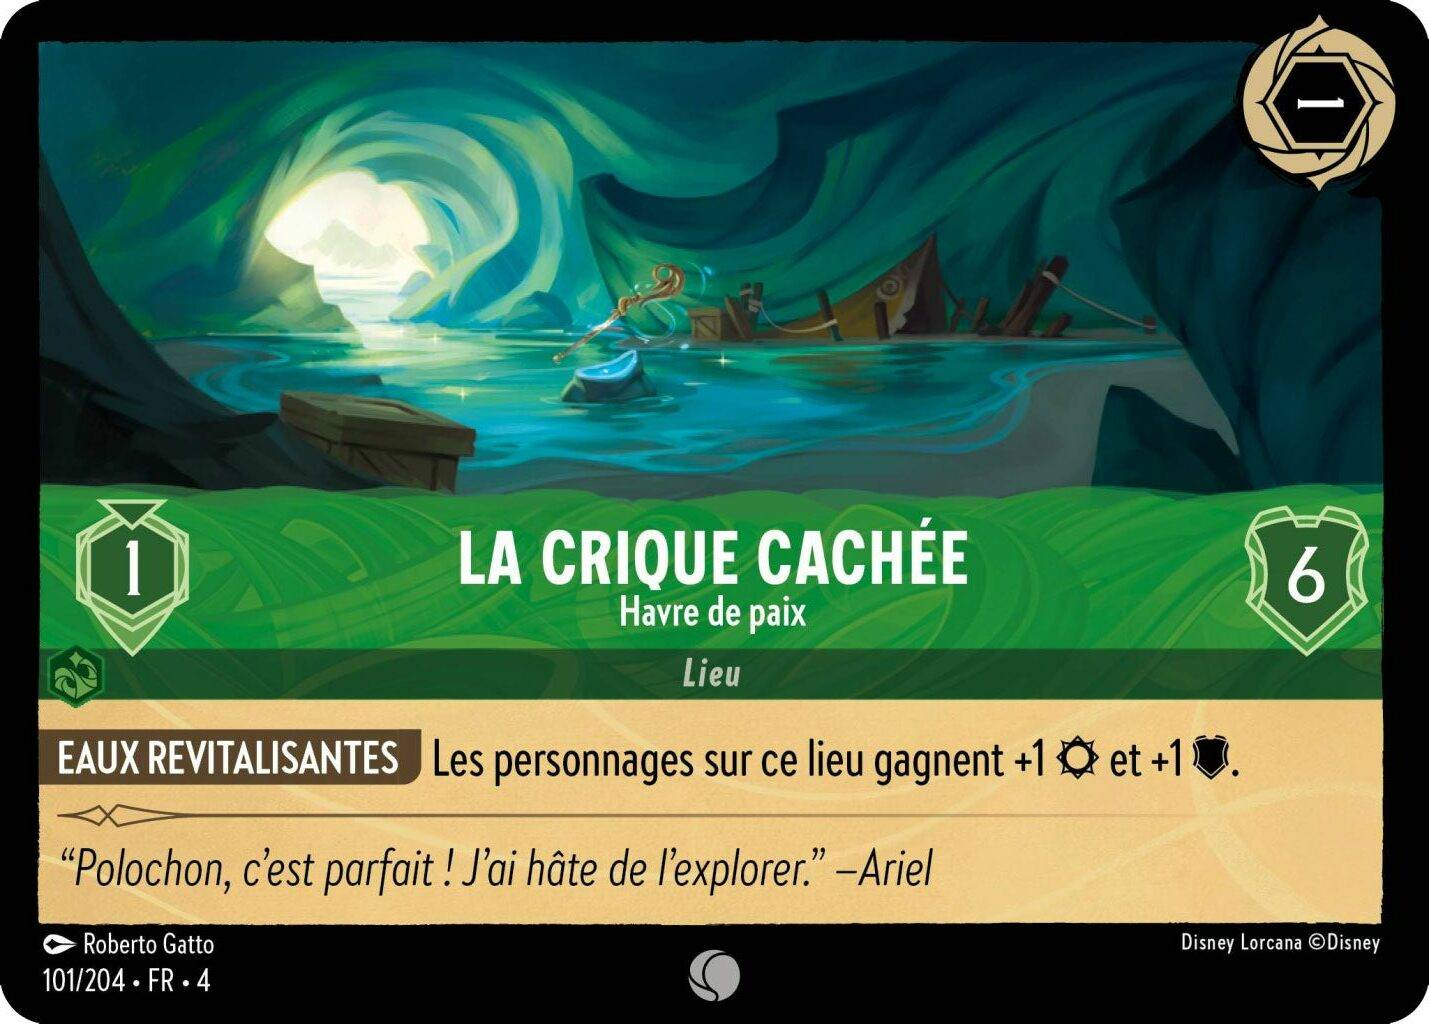 1
1
LA CRIQUE CACHÉE
6
Havre de paix
Lieu
EAUX REVITALISANTES Les personnages sur ce lieu gagnent +1 et +1 .
“Polochon, c’est parfait ! J’ai hâte de l’explorer.” –Ariel
Roberto Gatto
Disney Lorcana ©Disney
101/204 • FR • 4